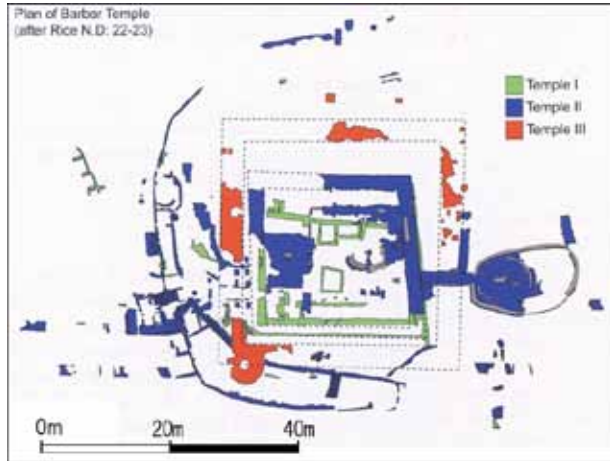 Plan of Barbar Temple
(after Rice N.D: 22-23)
Temple I
Temple II
Temple III
0m 20m 40m